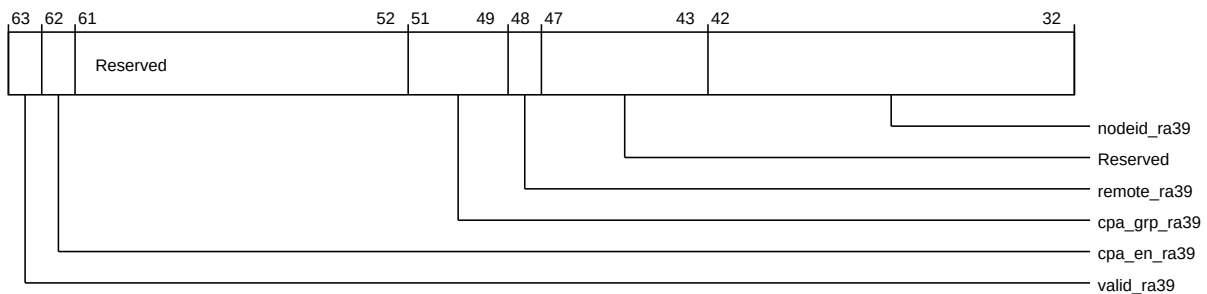 63 62 61 52 51 49 48 47 43 42 32
Reserved
nodeid_ra39
Reserved
remote_ra39
cpa_grp_ra39
cpa_en_ra39
valid_ra39